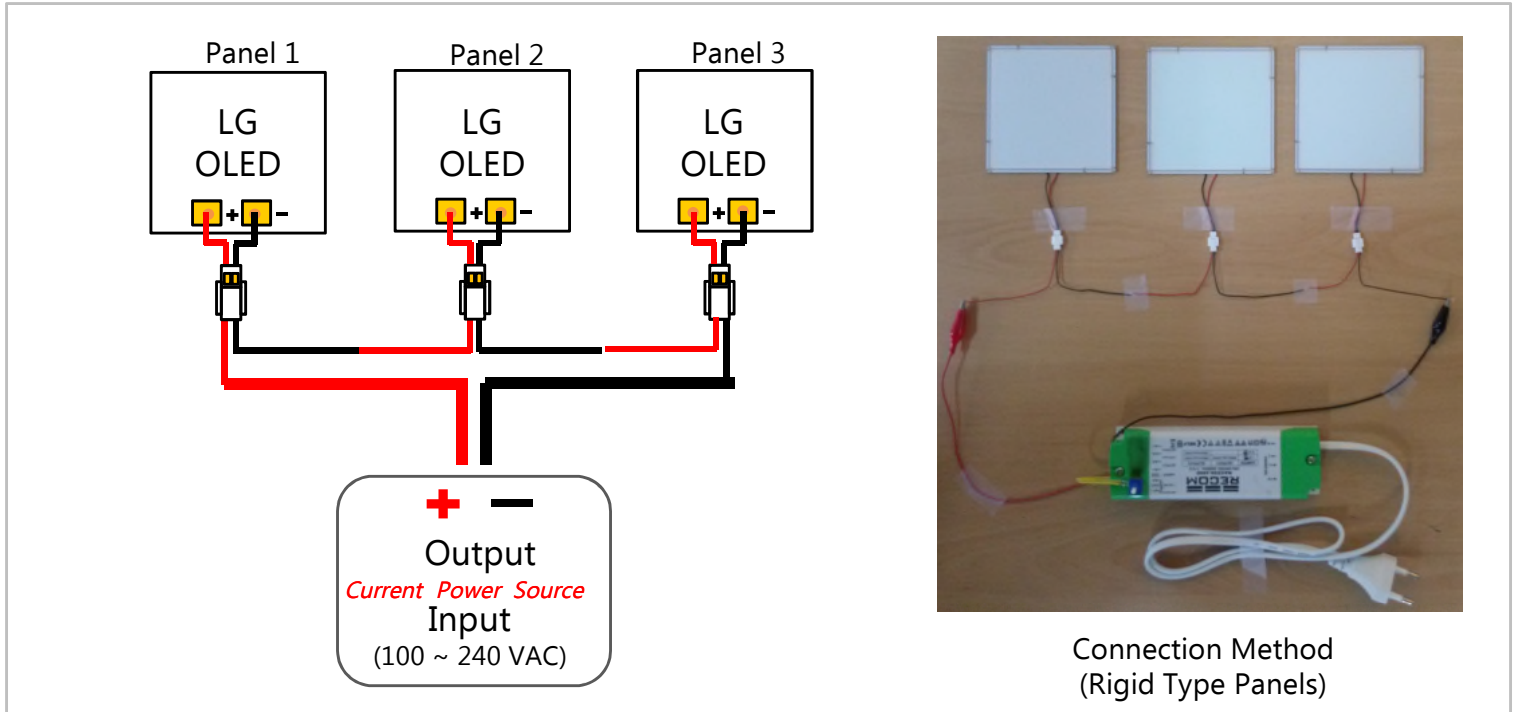 Panel 1
LG
OLED
+ −
Panel 2
LG
OLED
+ −
Panel 3
LG
OLED
+ −
+ −
Output
Current Power Source
Input
(100 ~ 240 VAC)
RECOM
Connection Method
(Rigid Type Panels)